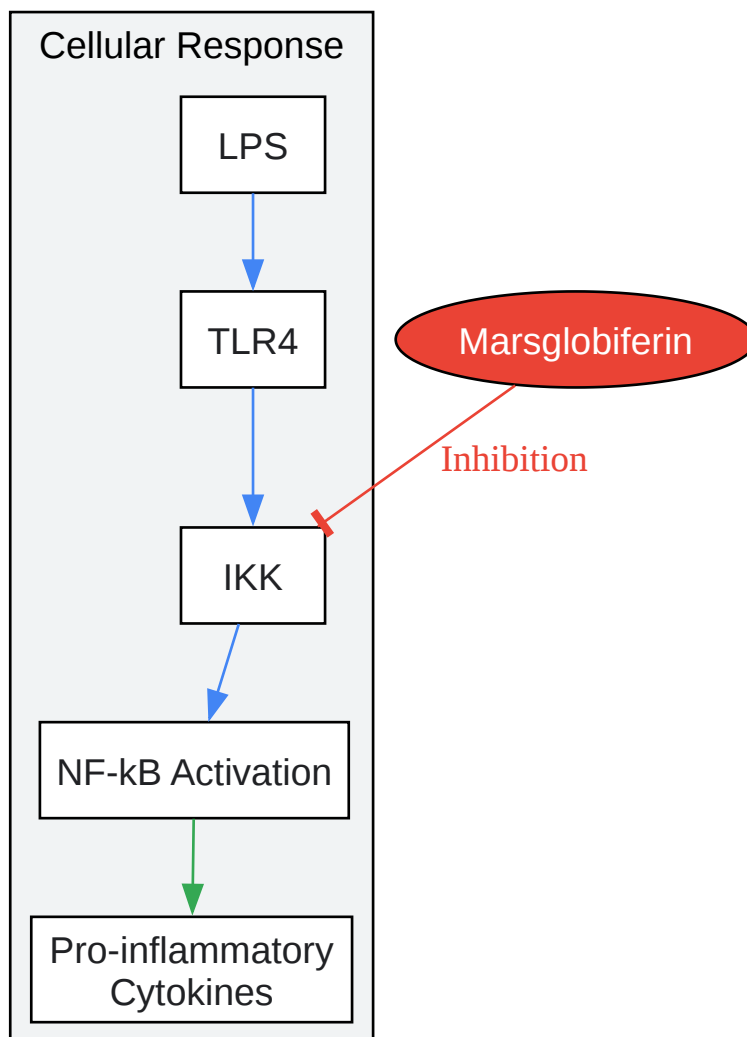 Cellular Response
LPS
TLR4
Marsglobiferin
Inhibition
IKK
NF-kB Activation
Pro-inflammatory
Cytokines